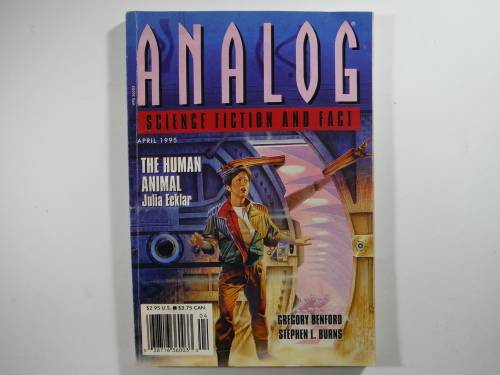 ANALOG
SCIENCE FICTION AND FACT
APRIL 1995
THE HUMAN
ANIMAL
Julia Ecklar
GREGORY BENFORD
STEPHEN L. BURNS
$2.95 U.S. ■ $3.75 CAN.
04